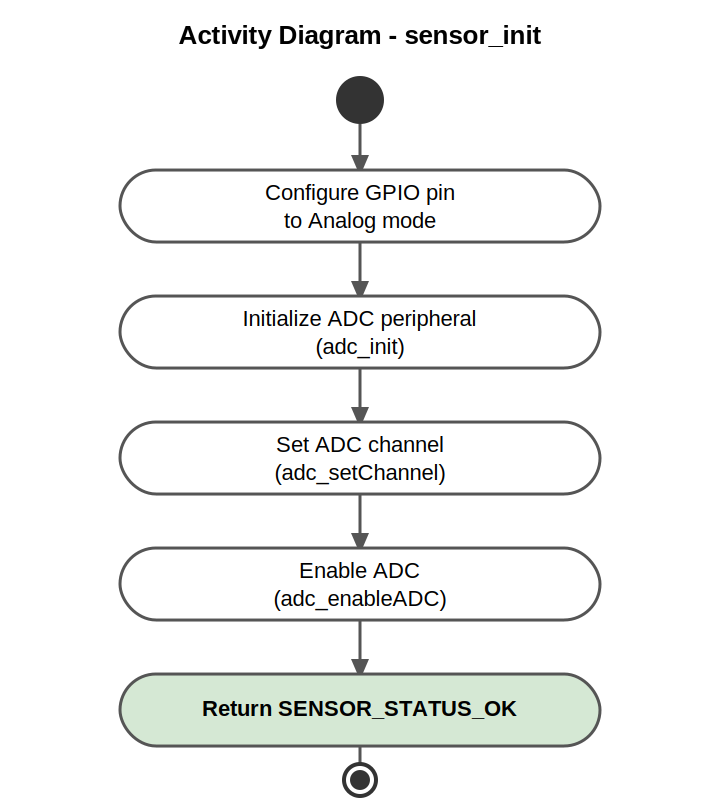 Activity Diagram - sensor_init
Configure GPIO pin
to Analog mode
Initialize ADC peripheral
(adc_init)
Set ADC channel
(adc_setChannel)
Enable ADC
(adc_enableADC)
Return SENSOR_STATUS_OK